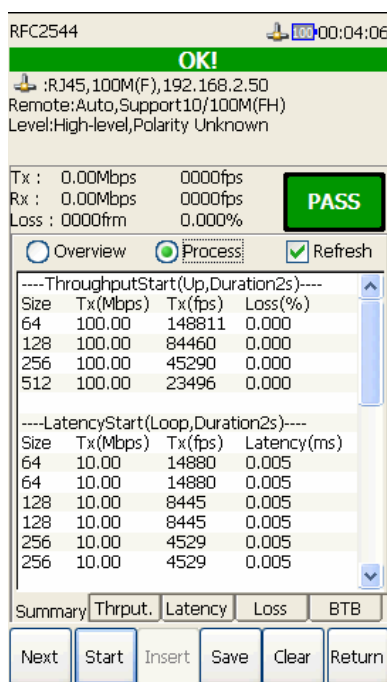 RFC2544 100 00:04:06
OK!
:RJ45,100M(F),192.168.2.50
Remote:Auto,Support10/100M(FH)
Level:High-level,Polarity Unknown
Tx : 0.00Mbps 0000fps
Rx : 0.00Mbps 0000fps
Loss : 0000frm 0.000%
PASS
Overview Process Refresh
----ThroughputStart(Up,Duration2s)----
Size Tx(Mbps) Tx(fps) Loss(%)
64 100.00 148811 0.000
128 100.00 84460 0.000
256 100.00 45290 0.000
512 100.00 23496 0.000
----LatencyStart(Loop,Duration2s)----
Size Tx(Mbps) Tx(fps) Latency(ms)
64 10.00 14880 0.005
64 10.00 14880 0.005
128 10.00 8445 0.005
128 10.00 8445 0.005
256 10.00 4529 0.005
256 10.00 4529 0.005
Summary Thrput. Latency Loss BTB
Next Start Insert Save Clear Return